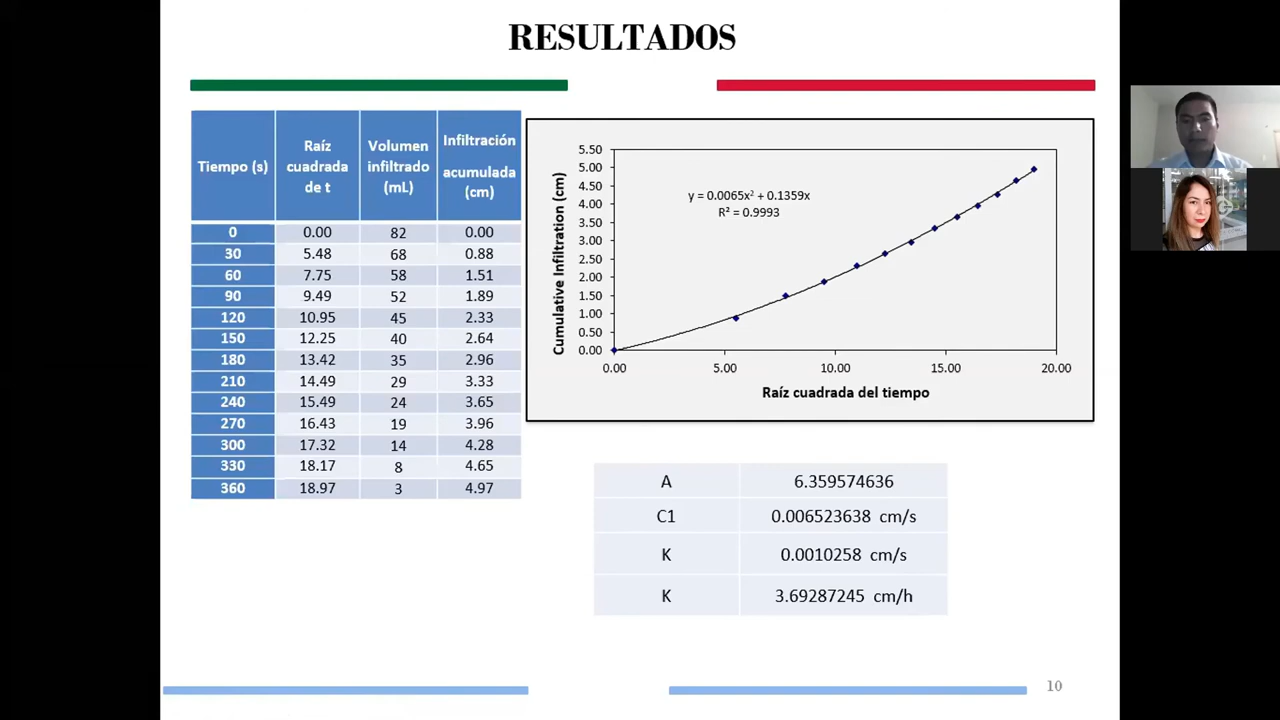 RESULTADOS
Tiempo (s) Raíz cuadrada de t Volumen infiltrado (mL) Infiltración acumulada (cm)
0 0.00 82 0.00
30 5.48 68 0.88
60 7.75 58 1.51
90 9.49 52 1.89
120 10.95 45 2.33
150 12.25 40 2.64
180 13.42 35 2.96
210 14.49 29 3.33
240 15.49 24 3.65
270 16.43 19 3.96
300 17.32 14 4.28
330 18.17 8 4.65
360 18.97 3 4.97
Cumulative Infiltration (cm)
5.50
5.00
4.50
4.00
3.50
3.00
2.50
2.00
1.50
1.00
0.50
0.00
y = 0.0065x² + 0.1359x
R² = 0.9993
0.00 5.00 10.00 15.00 20.00
Raíz cuadrada del tiempo
A 6.359574636
C1 0.006523638 cm/s
K 0.0010258 cm/s
K 3.69287245 cm/h
10